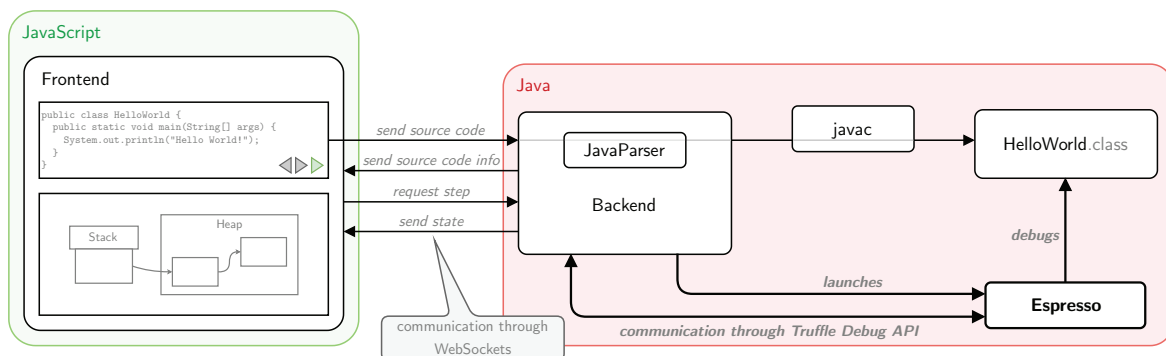 JavaScript
Frontend
public class HelloWorld {
public static void main(String[] args) {
System.out.println("Hello World!");
}
}
Stack
Heap
send source code
send source code info
request step
send state
communication through
WebSockets
Java
JavaParser
Backend
javac
HelloWorld.class
debugs
launches
Espresso
communication through Truffle Debug API